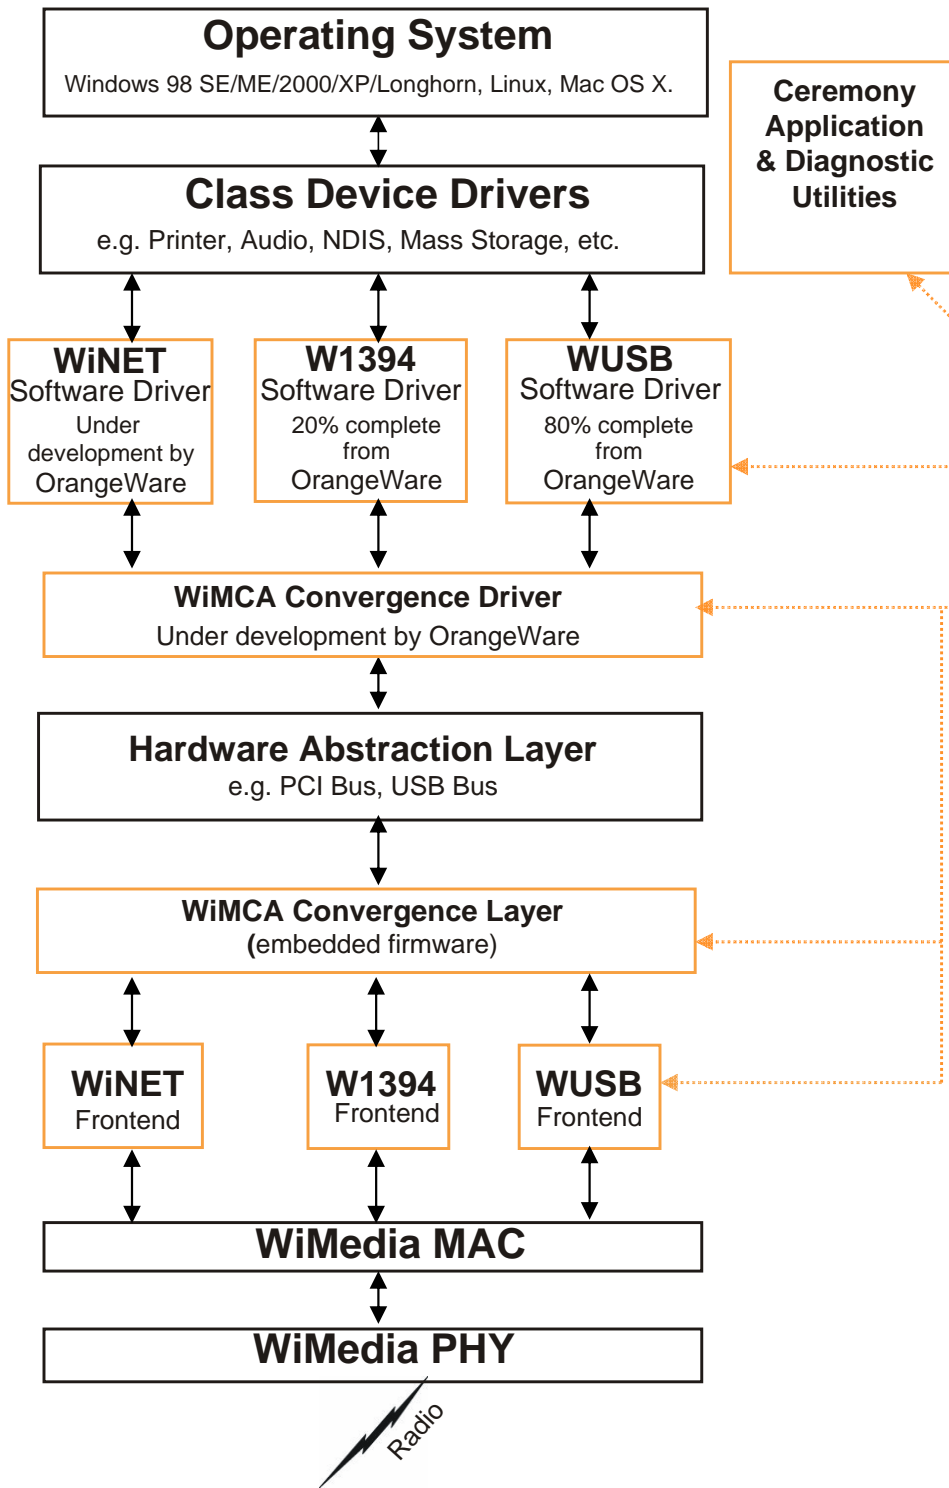 Operating System
Windows 98 SE/ME/2000/XP/Longhorn, Linux, Mac OS X.
Ceremony
Application
& Diagnostic
Utilities
Class Device Drivers
e.g. Printer, Audio, NDIS, Mass Storage, etc.
WiNET
Software Driver
Under
development by
OrangeWare
W1394
Software Driver
20% complete
from
OrangeWare
WUSB
Software Driver
80% complete
from
OrangeWare
WiMCA Convergence Driver
Under development by OrangeWare
Hardware Abstraction Layer
e.g. PCI Bus, USB Bus
WiMCA Convergence Layer
(embedded firmware)
WiNET
Frontend
W1394
Frontend
WUSB
Frontend
WiMedia MAC
WiMedia PHY
Radio